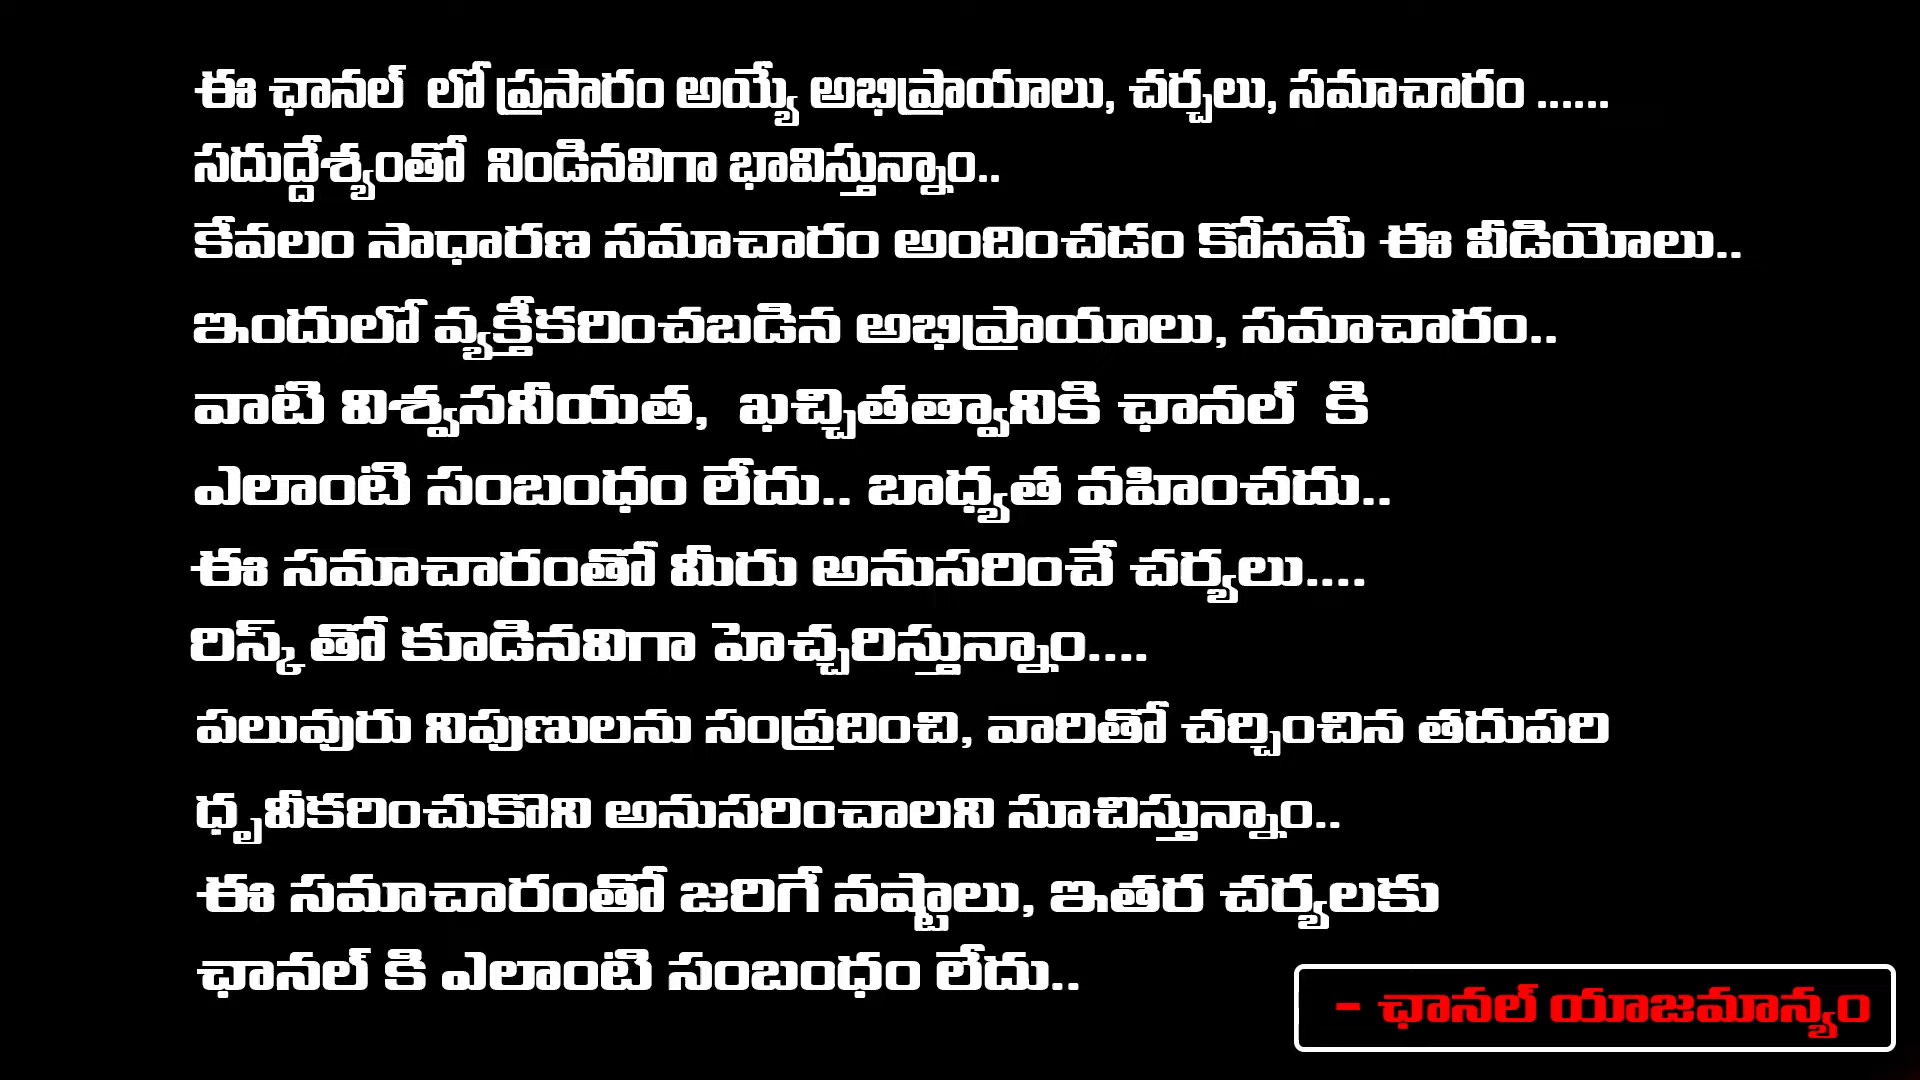 ఈ ఛానల్ లో ప్రసారం అయ్యే అభిప్రాయాలు, చర్చలు, సమాచారం ......
సదుద్దేశ్యంతో నిండినవిగా భావిస్తున్నాం..
కేవలం సాధారణ సమాచారం అందించడం కోసమే ఈ వీడియోలు..
ఇందులో వ్యక్తీకరించబడిన అభిప్రాయాలు, సమాచారం..
వాటి విశ్వసనీయత, ఖచ్చితత్వానికి ఛానల్ కి
ఎలాంటి సంబంధం లేదు.. బాధ్యత వహించదు..
ఈ సమాచారంతో మీరు అనుసరించే చర్యలు....
రిస్క్ తో కూడినవిగా హెచ్చరిస్తున్నాం....
పలువురు నిపుణులను సంప్రదించి, వారితో చర్చించిన తదుపరి
ధృవీకరించుకొని అనుసరించాలని సూచిస్తున్నాం..
ఈ సమాచారంతో జరిగే నష్టాలు, ఇతర చర్యలకు
ఛానల్ కి ఎలాంటి సంబంధం లేదు..
- ఛానల్ యాజమాన్యం